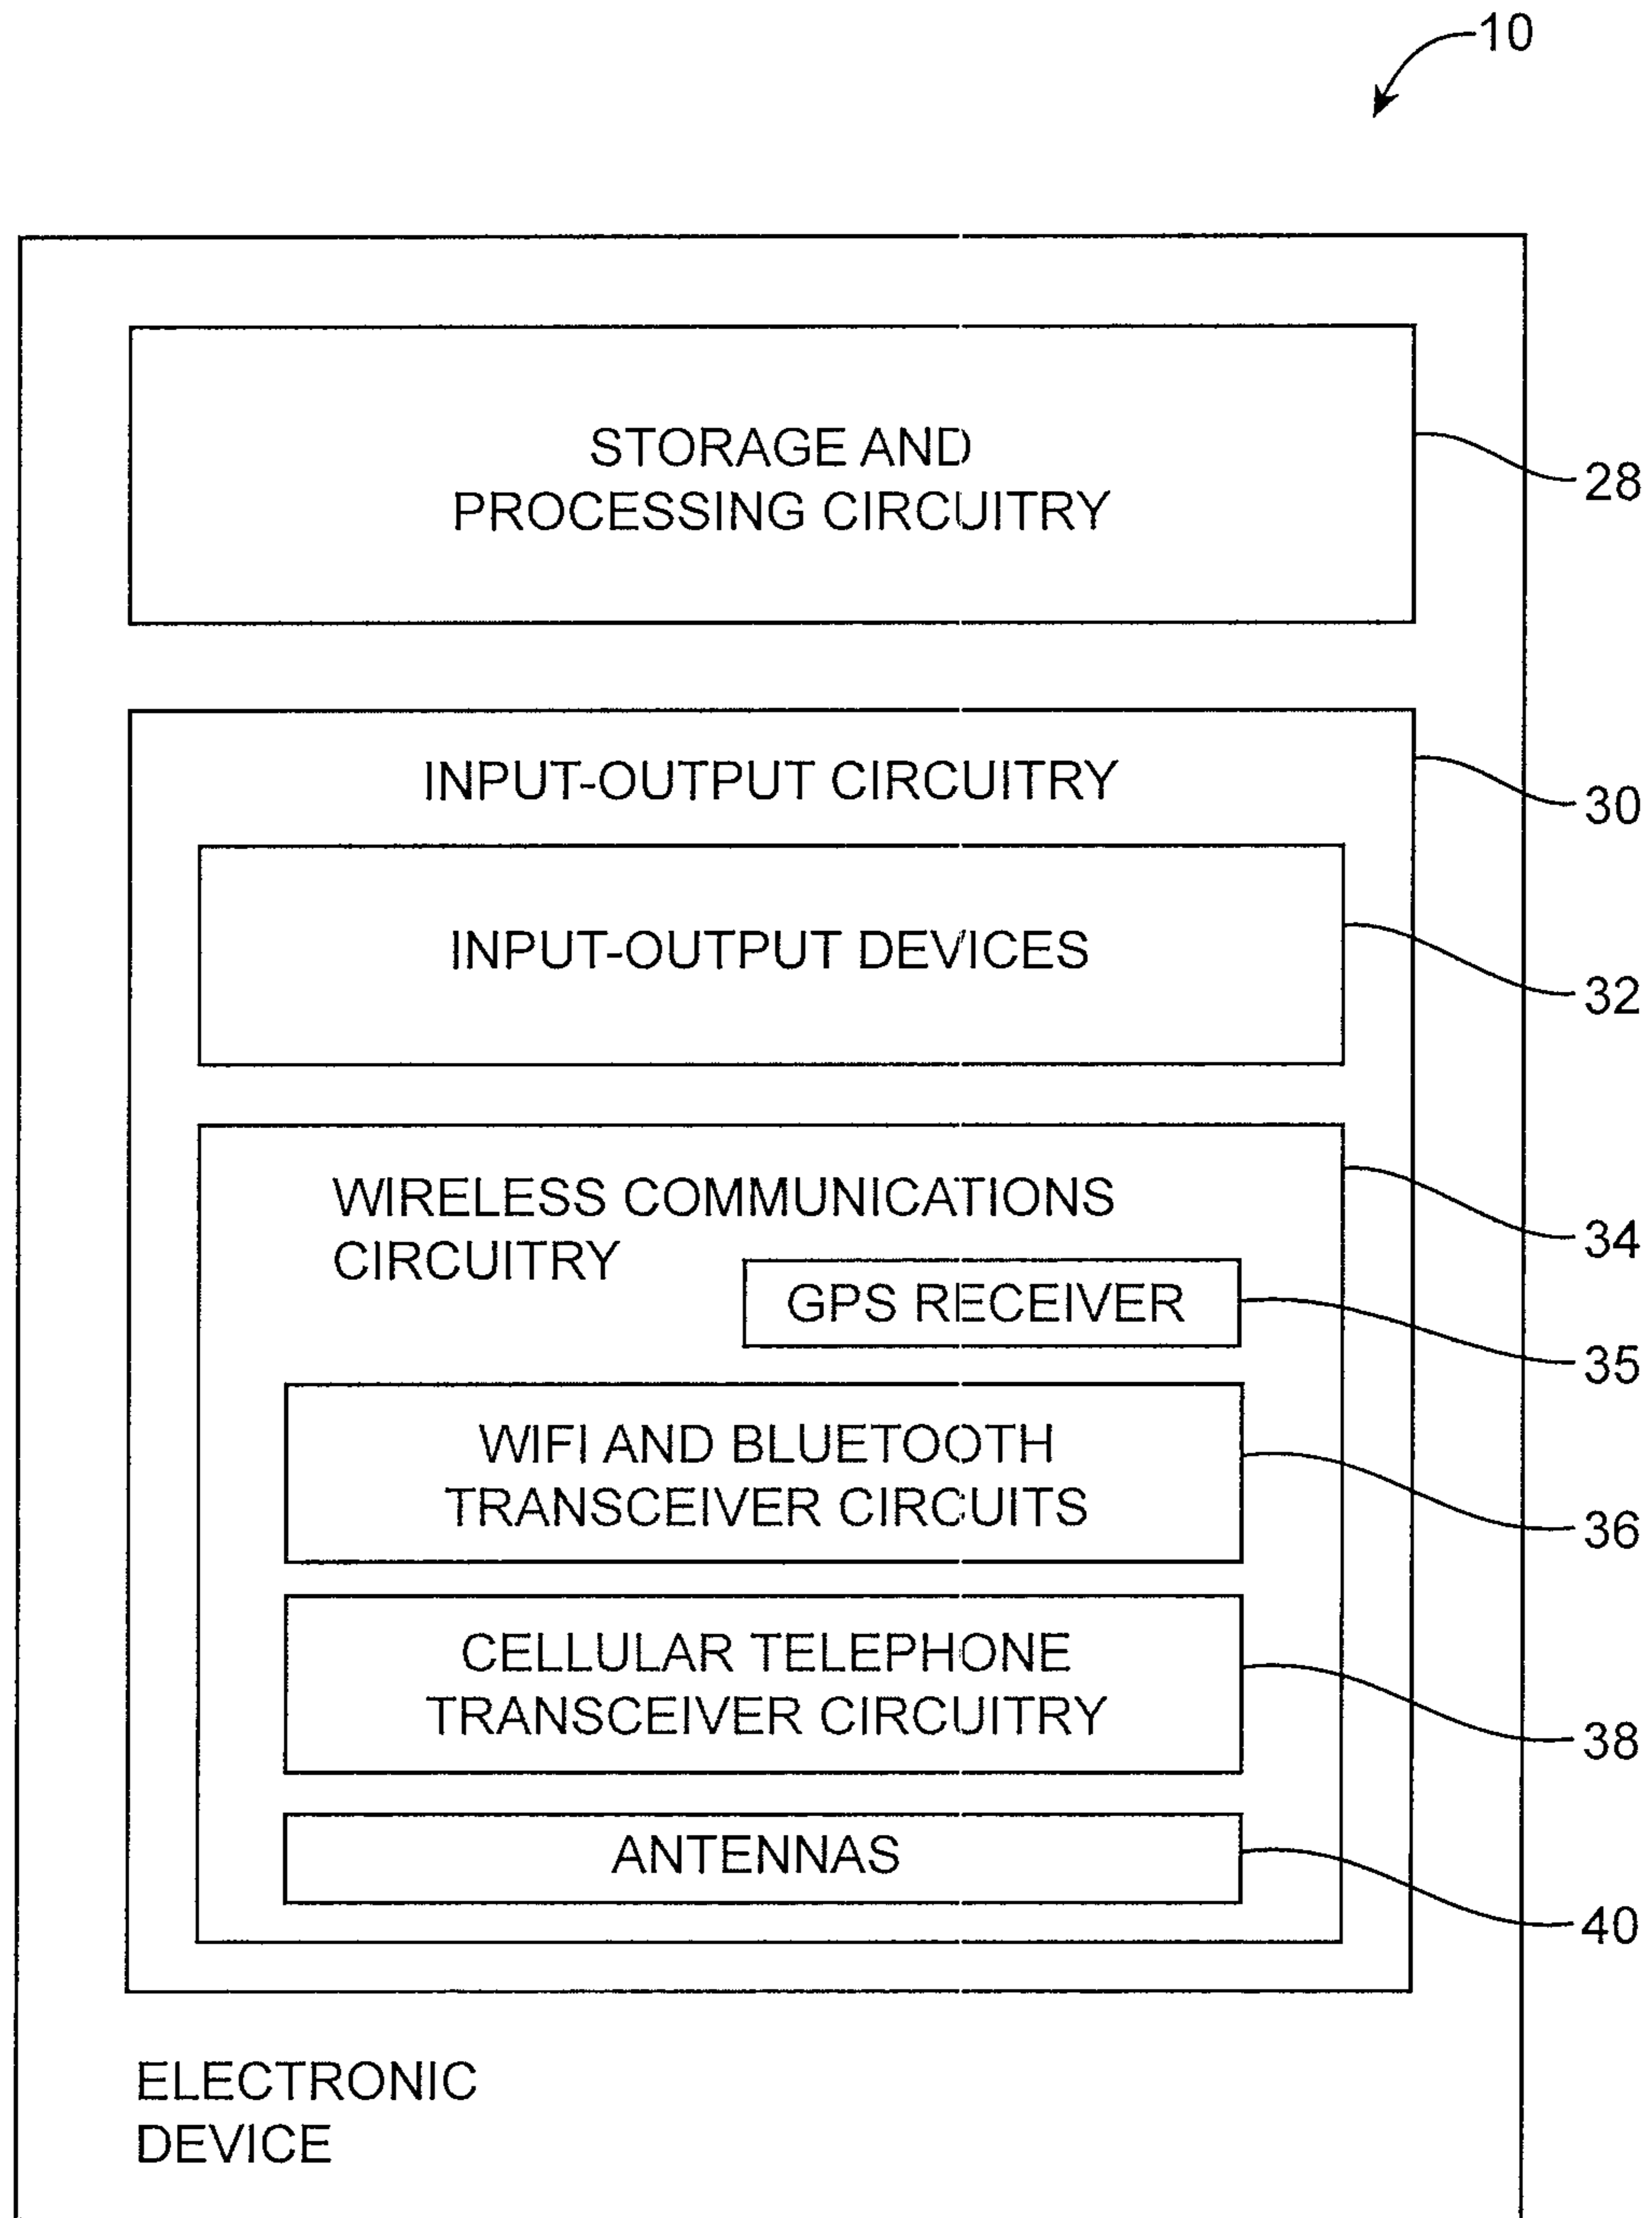 10
STORAGE AND
PROCESSING CIRCUITRY
28
INPUT-OUTPUT CIRCUITRY
30
INPUT-OUTPUT DEVICES
32
WIRELESS COMMUNICATIONS
CIRCUITRY
34
GPS RECEIVER
35
WIFI AND BLUETOOTH
TRANSCEIVER CIRCUITS
36
CELLULAR TELEPHONE
TRANSCEIVER CIRCUITRY
38
ANTENNAS
40
ELECTRONIC
DEVICE